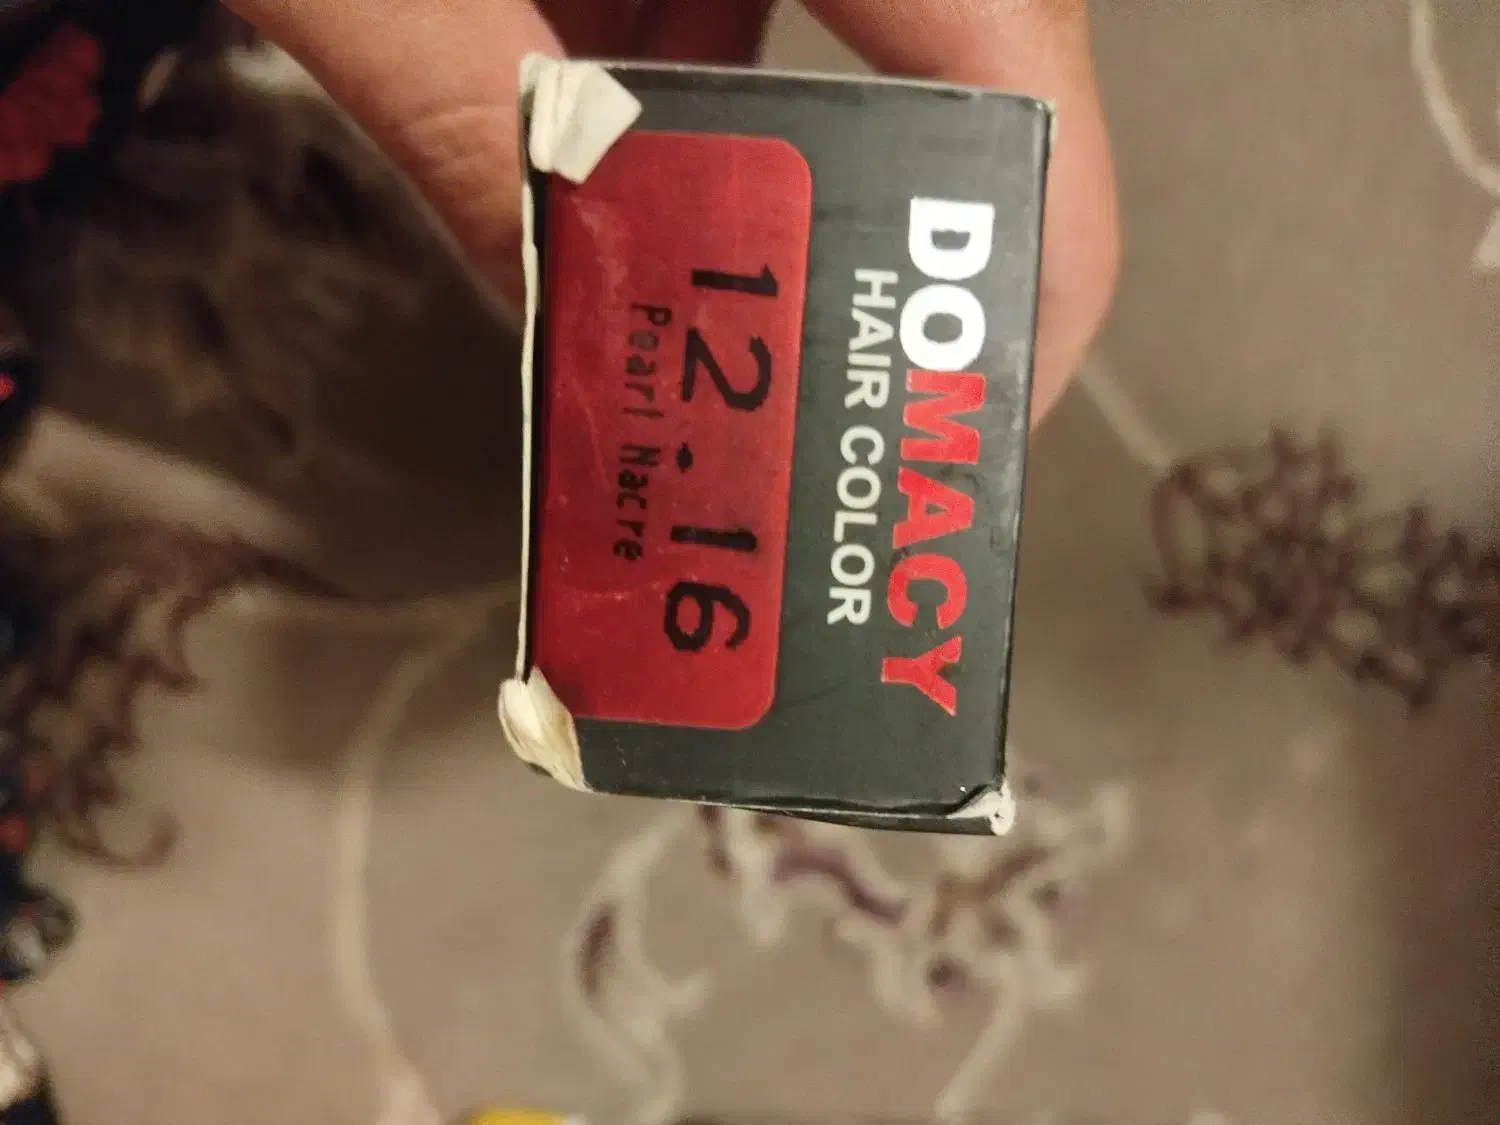 DOMACY
HAIR COLOR
12.16
Pearl Nacre